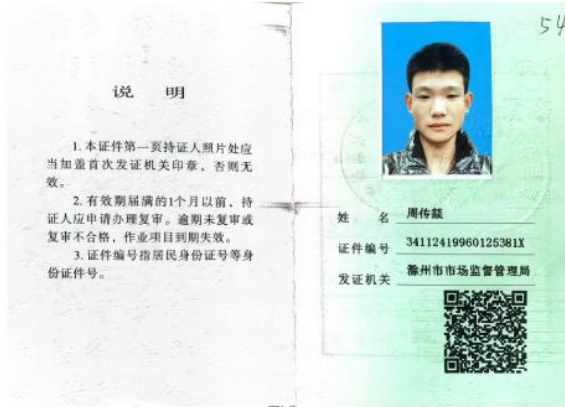 说 明
1. 本证件第一页持证人照片处应
当加盖首次发证机关印章，否则无
效。
2. 有效期届满的1个月以前，持
证人应申请办理复审。逾期未复审或
复审不合格，作业项目到期失效。
3. 证件编号指居民身份证号等身
份证件号。
54
姓 名 周传燚
证件编号 34112419960125381X
发证机关 滁州市市场监督管理局